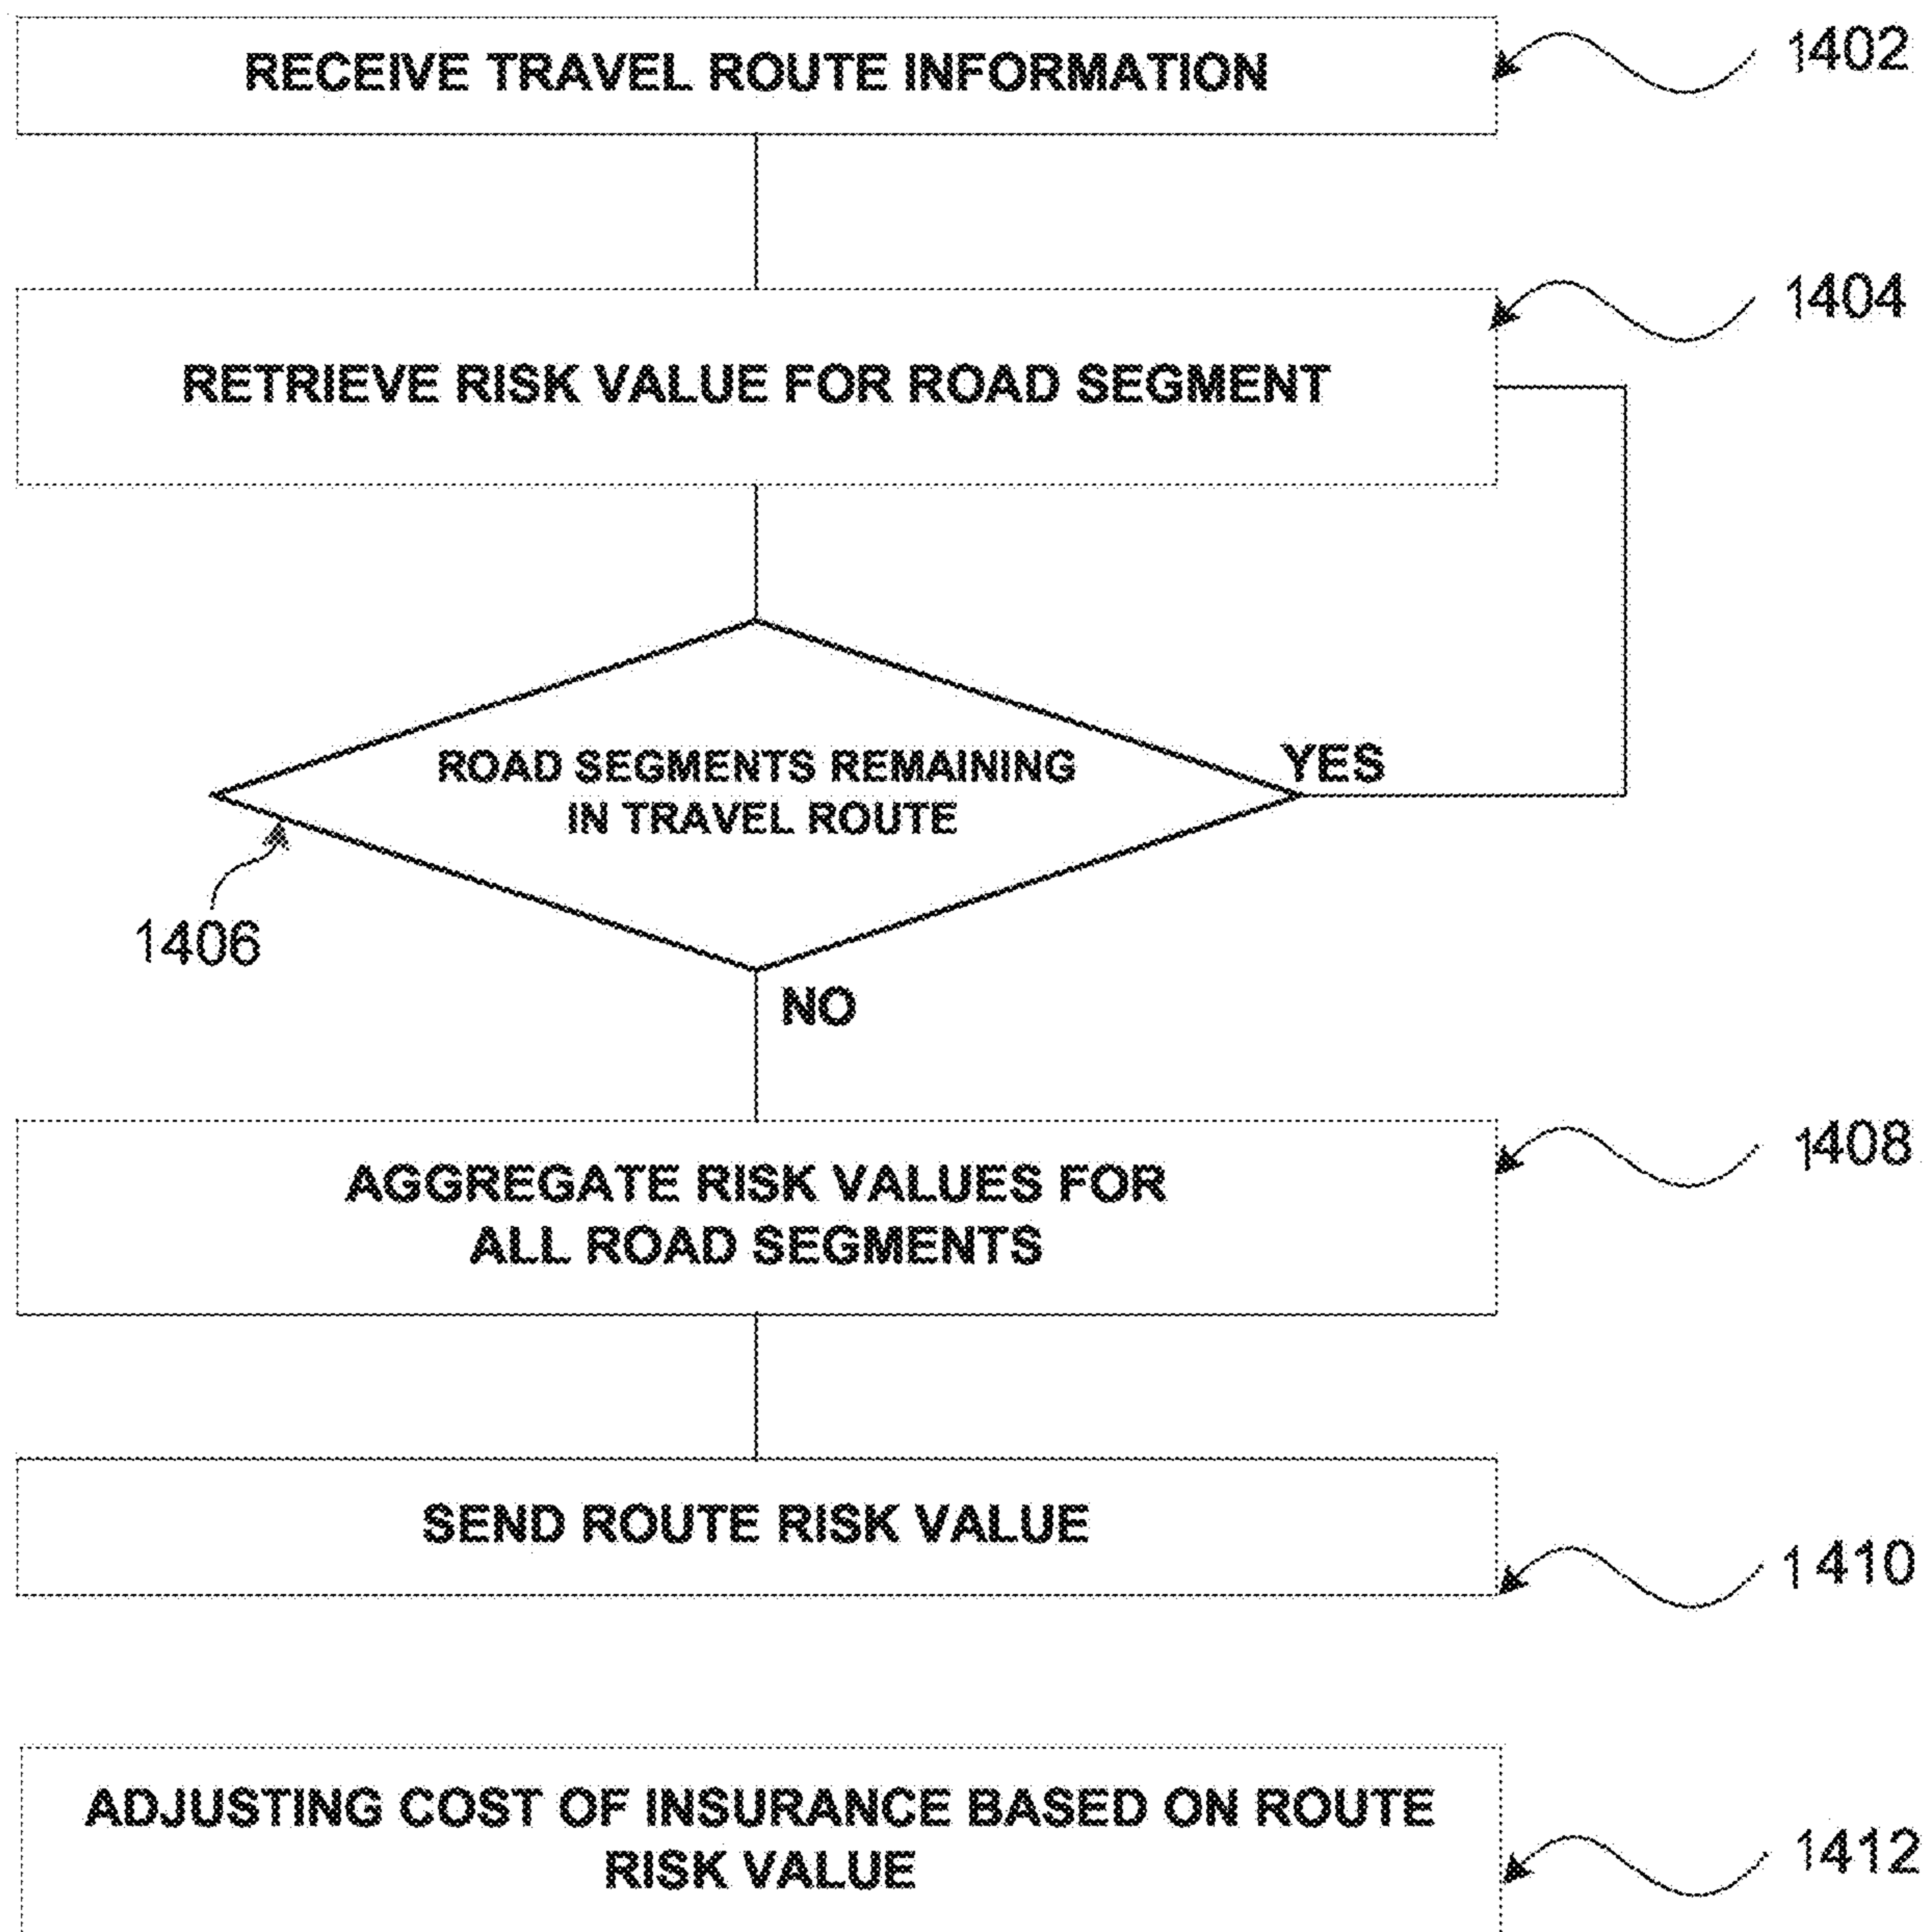 RECEIVE TRAVEL ROUTE INFORMATION
1402
1404
RETRIEVE RISK VALUE FOR ROAD SEGMENT
ROAD SEGMENTS REMAINING
IN TRAVEL ROUTE
YES
1406
NO
AGGREGATE RISK VALUES FOR
ALL ROAD SEGMENTS
1408
SEND ROUTE RISK VALUE
1410
ADJUSTING COST OF INSURANCE BASED ON ROUTE
RISK VALUE
1412